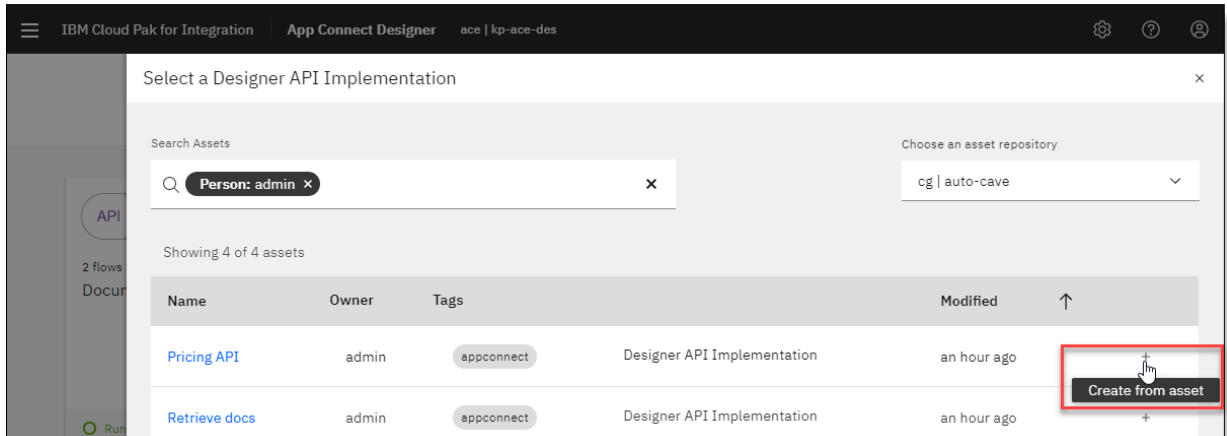 IBM Cloud Pak for Integration App Connect Designer ace | kp-ace-des
Select a Designer API Implementation
Search Assets
Choose an asset repository
Person: admin
cg | auto-cave
API
Showing 4 of 4 assets
2 flows
Docum
Name Owner Tags Modified
Pricing API admin appconnect Designer API Implementation an hour ago +
Create from asset
Retrieve docs admin appconnect Designer API Implementation an hour ago +
Run